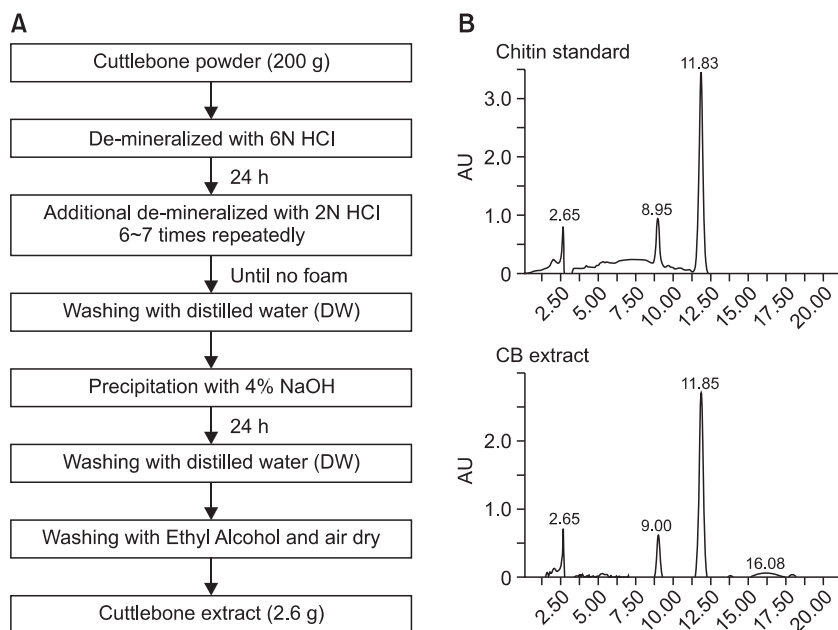 A
Cuttlebone powder (200 g)
De-mineralized with 6N HCl
24 h
Additional de-mineralized with 2N HCl
6~7 times repeatedly
Until no foam
Washing with distilled water (DW)
Precipitation with 4% NaOH
24 h
Washing with distilled water (DW)
Washing with Ethyl Alcohol and air dry
Cuttlebone extract (2.6 g)
B
Chitin standard
11.83
3.0
2.0
AU
1.0
2.65
8.95
0
2.50 5.00 7.50 10.00 12.50 15.00 17.50 20.00
CB extract
11.85
2.0
AU
1.0
2.65
9.00
16.08
0
2.50 5.00 7.50 10.00 12.50 15.00 17.50 20.00